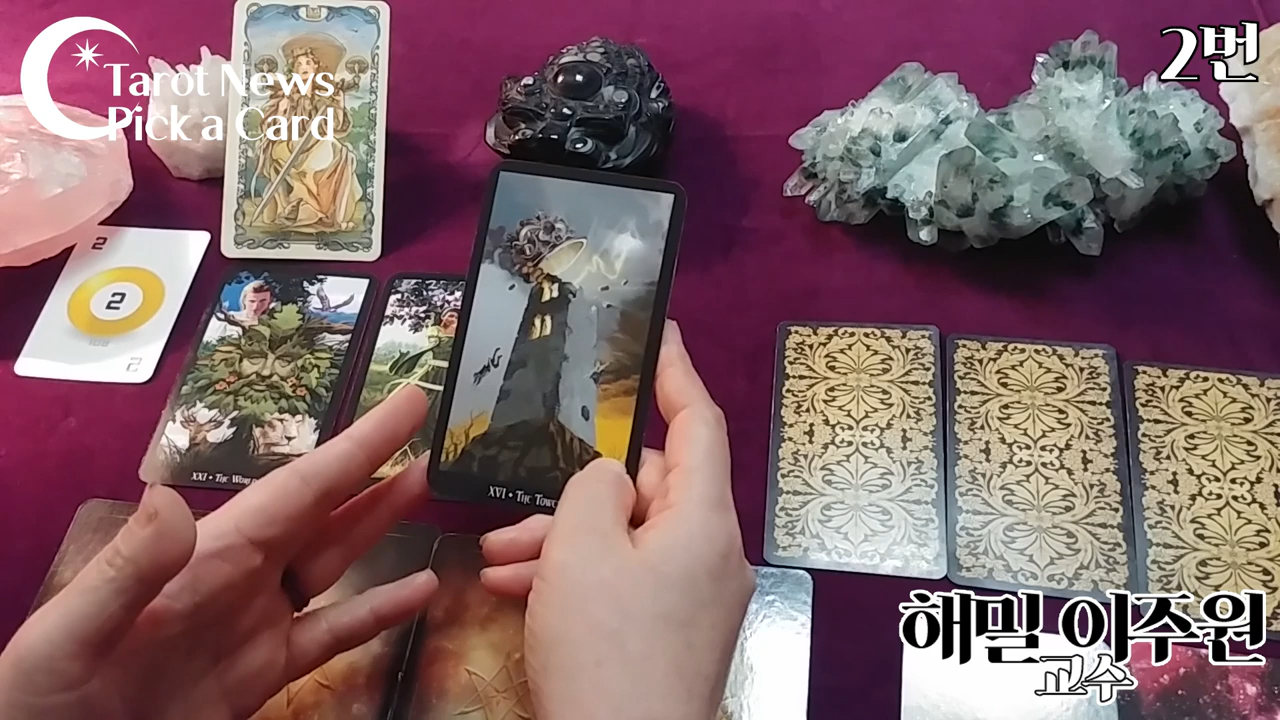 Tarot News
Pick a Card
2번
2
2
2
XXI • The World
XVI • The Tow
해밀 이주원
교수